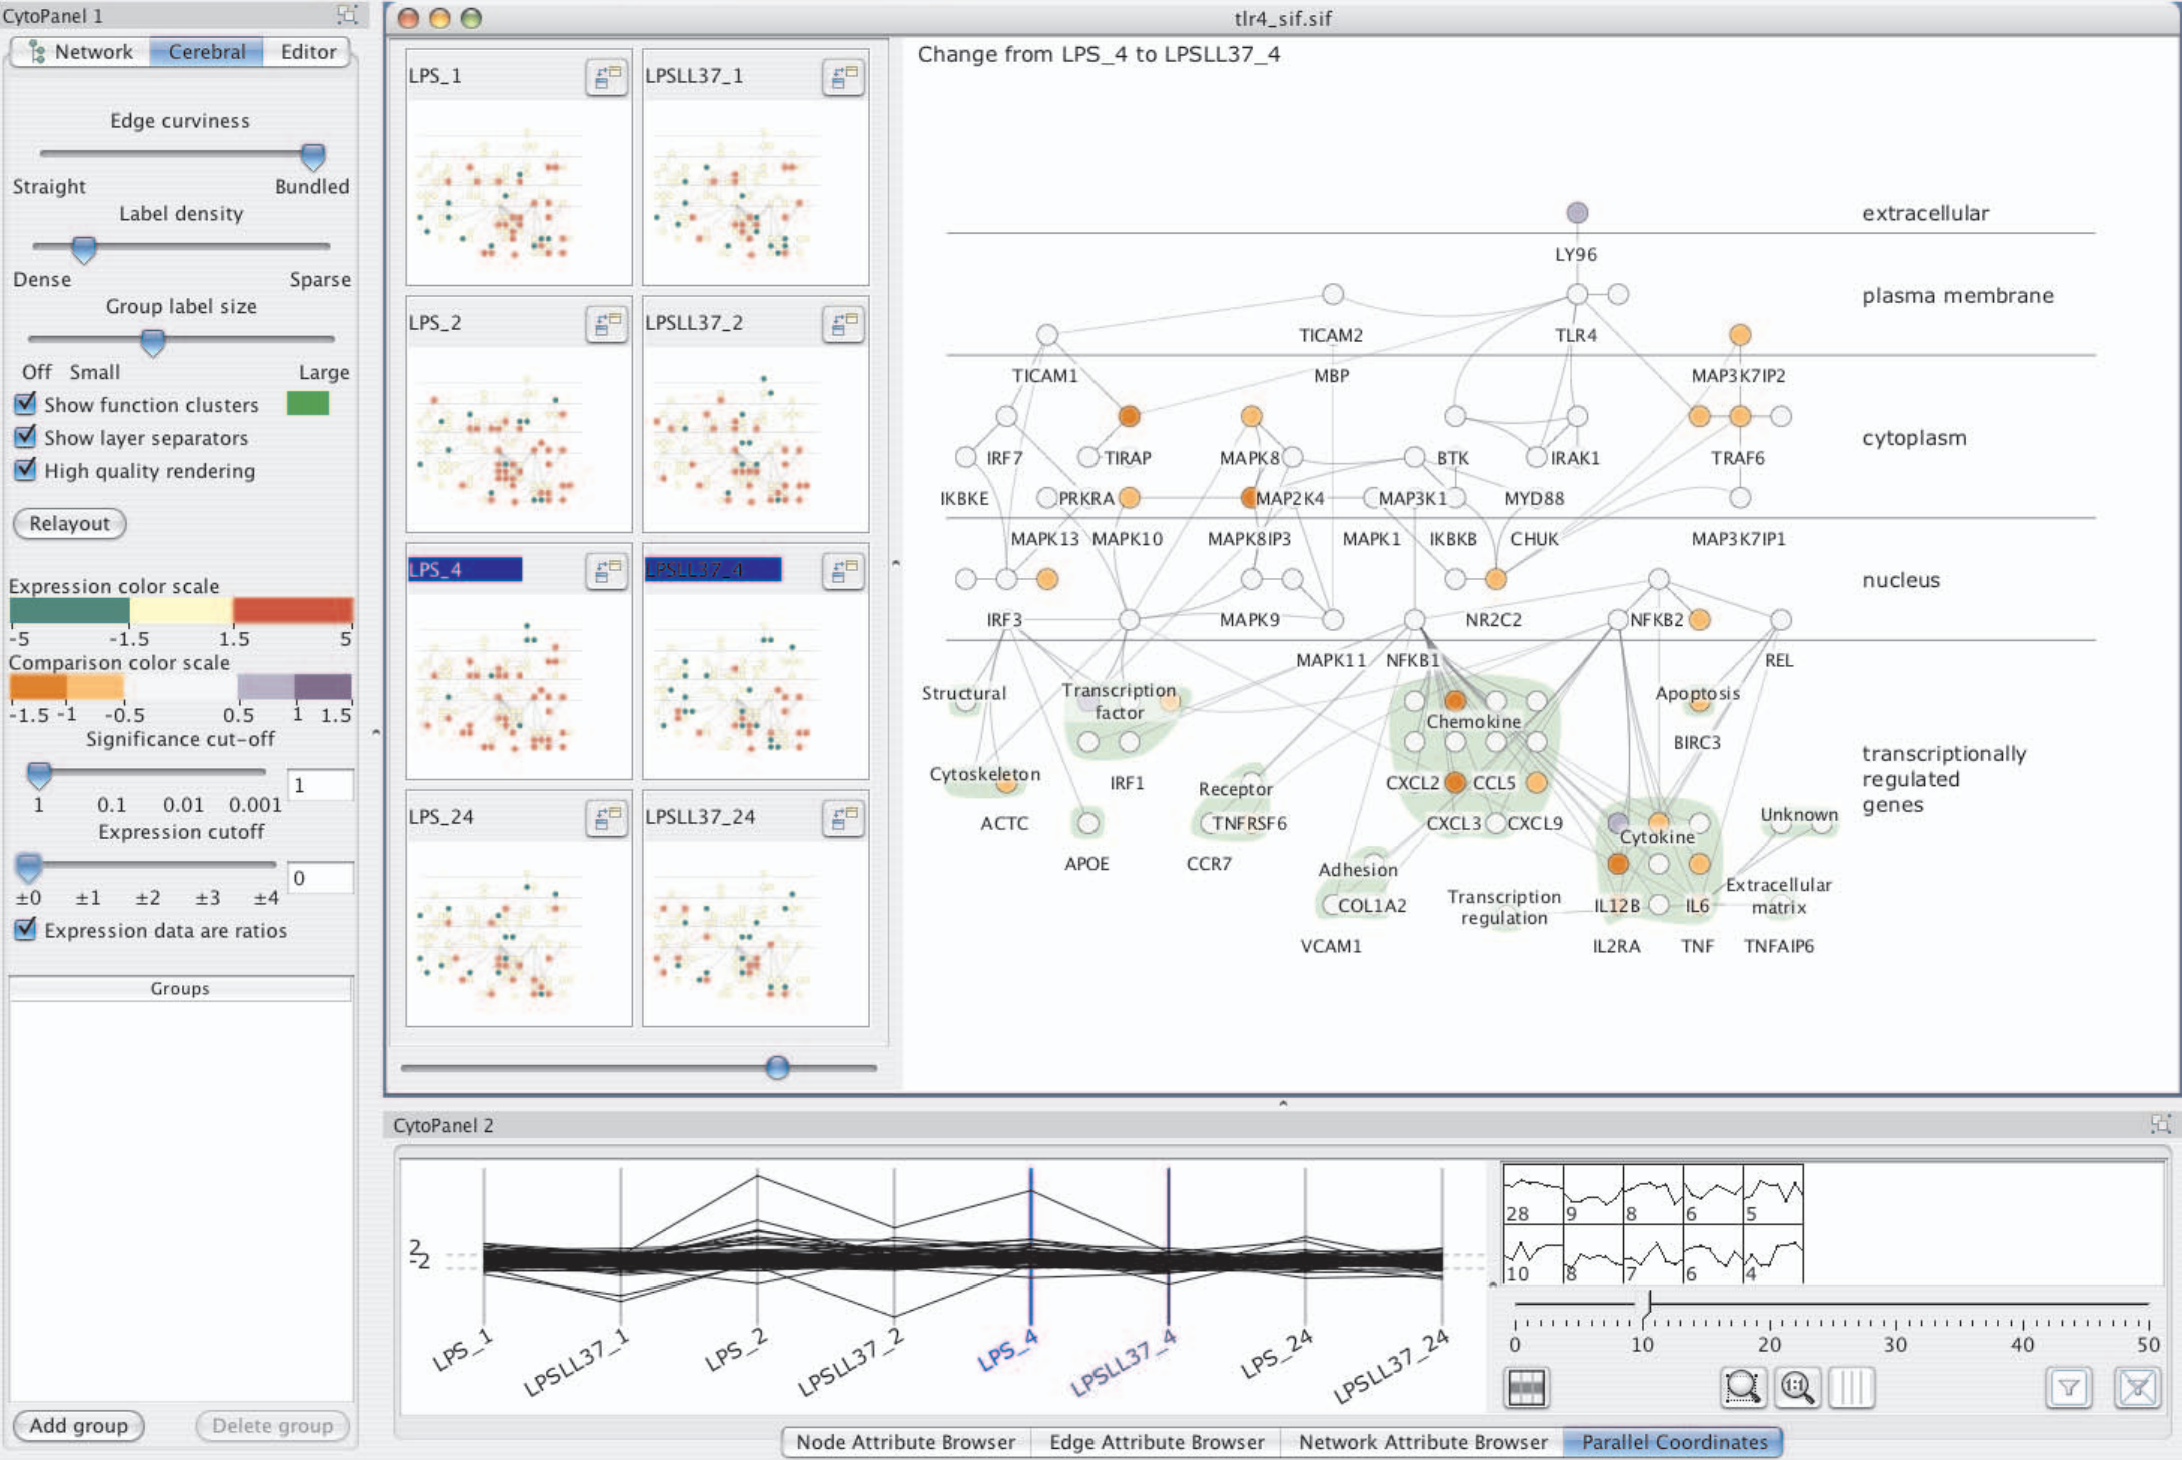 CytoPanel 1
Network Cerebral Editor
Edge curviness
Straight Bundled
Label density
Dense Sparse
Group label size
Off Small Large
Show function clusters
Show layer separators
High quality rendering
Relayout
Expression color scale
-5 -1.5 1.5 5
Comparison color scale
-1.5 -1 -0.5 0.5 1 1.5
Significance cut-off
1
1 0.1 0.01 0.001
Expression cutoff
0
±0 ±1 ±2 ±3 ±4
Expression data are ratios
Groups
Add group Delete group
tlr4_sif.sif
LPS_1 LPSLL37_1
LPS_2 LPSLL37_2
LPS_4 LPSLL37_4
LPS_24 LPSLL37_24
Change from LPS_4 to LPSLL37_4
extracellular
LY96
plasma membrane
TICAM2 TLR4
TICAM1 MBP MAP3K7IP2
cytoplasm
IRF7 TIRAP MAPK8 BTK IRAK1 TRAF6
IKBKE PRKRA MAP2K4 MAP3K1 MYD88
MAPK13 MAPK10 MAPK8IP3 MAPK1 IKBKB CHUK MAP3K7IP1
nucleus
IRF3 MAPK9 NR2C2 NFKB2
MAPK11 NFKB1 REL
Structural Transcription Apoptosis
factor Chemokine
BIRC3
transcriptionally
regulated
genes
Cytoskeleton IRF1 Receptor CXCL2 CCL5
ACTC TNFRSF6 CXCL3 CXCL9 Unknown
Cytokine
APOE CCR7 Adhesion
Transcription Extracellular
regulation matrix
COL1A2 IL12B IL6
VCAM1 IL2RA TNF TNFAIP6
CytoPanel 2
2
-2
LPS_1 LPSLL37_1 LPS_2 LPSLL37_2 LPS_4 LPSLL37_4 LPS_24 LPSLL37_24
28 9 8 6 5
10 8 7 6 4
0 10 20 30 40 50
1:1
Node Attribute Browser Edge Attribute Browser Network Attribute Browser Parallel Coordinates